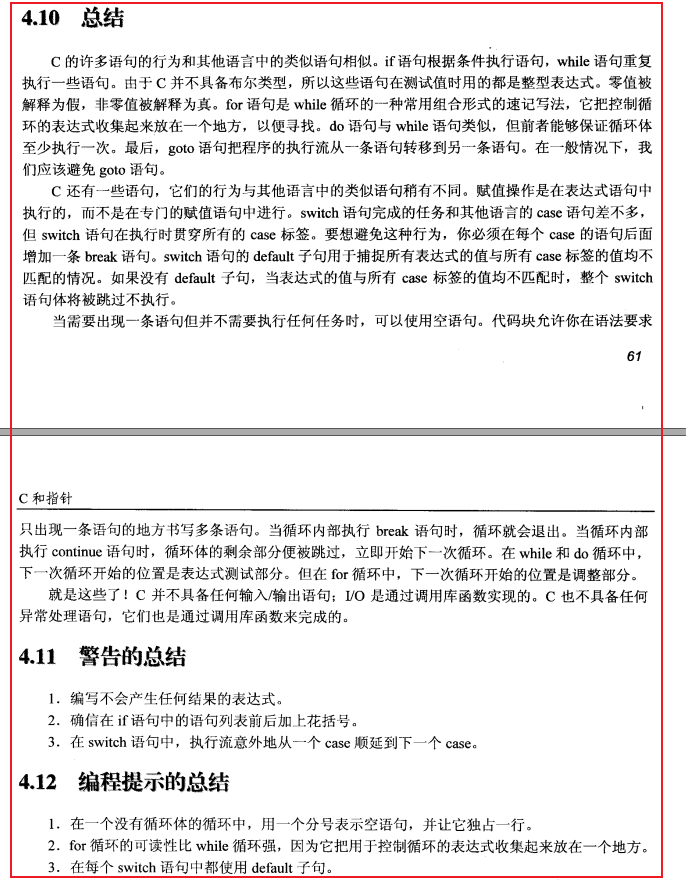 4.10 总结
C 的许多语句的行为和其他语言中的类似语句相似。if 语句根据条件执行语句，while 语句重复
执行一些语句。由于 C 并不具备布尔类型，所以这些语句在测试值时用的都是整型表达式。零值被
解释为假，非零值被解释为真。for 语句是 while 循环的一种常用组合形式的速记写法，它把控制循
环的表达式收集起来放在一个地方，以便寻找。do 语句与 while 语句类似，但前者能够保证循环体
至少执行一次。最后，goto 语句把程序的执行流从一条语句转移到另一条语句。在一般情况下，我
们应该避免 goto 语句。
C 还有一些语句，它们的行为与其他语言中的类似语句稍有不同。赋值操作是在表达式语句中
执行的，而不是在专门的赋值语句中进行。switch 语句完成的任务和其他语言的 case 语句差不多，
但 switch 语句在执行时贯穿所有的 case 标签。要想避免这种行为，你必须在每个 case 的语句后面
增加一条 break 语句。switch 语句的 default 子句用于捕捉所有表达式的值与所有 case 标签的值均不
匹配的情况。如果没有 default 子句，当表达式的值与所有 case 标签的值均不匹配时，整个 switch
语句体将被跳过不执行。
当需要出现一条语句但并不需要执行任何任务时，可以使用空语句。代码块允许你在语法要求
61
C 和指针
只出现一条语句的地方书写多条语句。当循环内部执行 break 语句时，循环就会退出。当循环内部
执行 continue 语句时，循环体的剩余部分便被跳过，立即开始下一次循环。在 while 和 do 循环中，
下一次循环开始的位置是表达式测试部分。但在 for 循环中，下一次循环开始的位置是调整部分。
就是这些了！C 并不具备任何输入/输出语句；I/O 是通过调用库函数实现的。C 也不具备任何
异常处理语句，它们也是通过调用库函数来完成的。
4.11 警告的总结
1．编写不会产生任何结果的表达式。
2．确信在 if 语句中的语句列表前后加上花括号。
3．在 switch 语句中，执行流意外地从一个 case 顺延到下一个 case。
4.12 编程提示的总结
1．在一个没有循环体的循环中，用一个分号表示空语句，并让它独占一行。
2．for 循环的可读性比 while 循环强，因为它把用于控制循环的表达式收集起来放在一个地方。
3．在每个 switch 语句中都使用 default 子句。